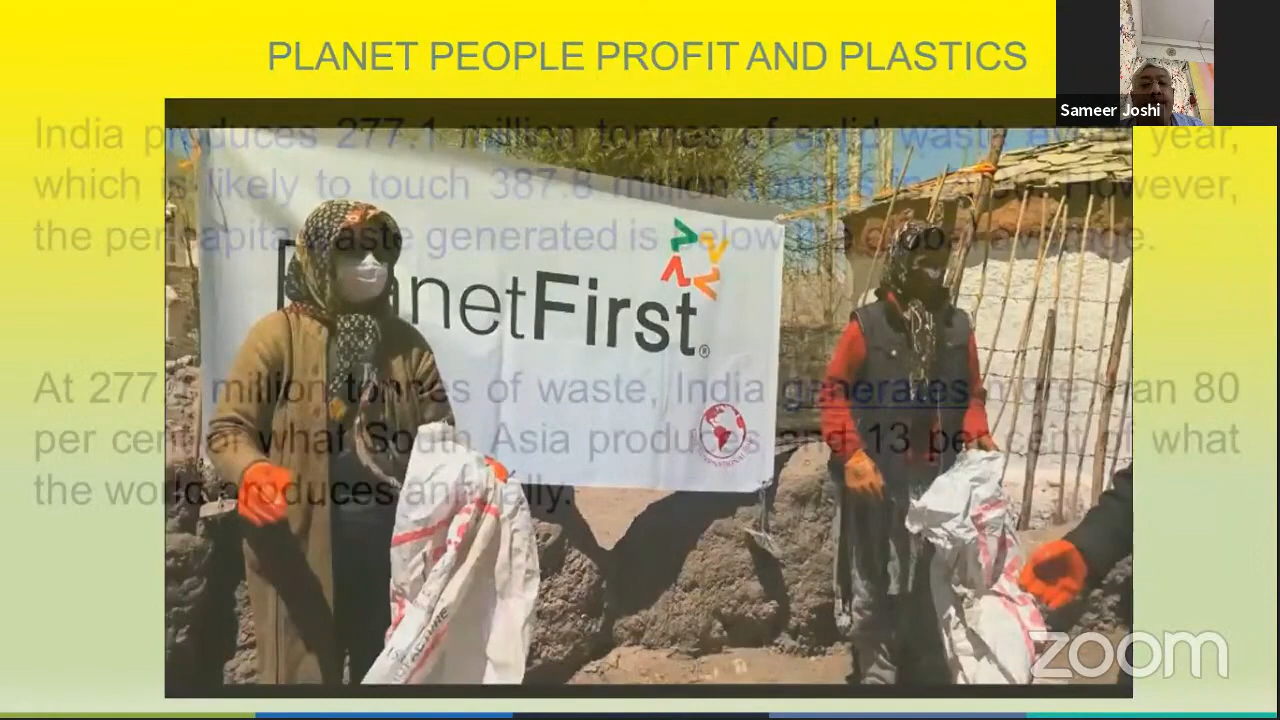 PLANET PEOPLE PROFIT AND PLASTICS
Sameer Joshi
India produces 277.1 million tonnes of solid waste every year,
which is likely to touch 387.8 million tonnes in However,
the per capita waste generated is below the global average.
PlanetFirst®
At 277. million tonnes of waste, India generates more than 80
per cent of what South Asia produces and 13 per cent of what
the world produces annually.
zoom